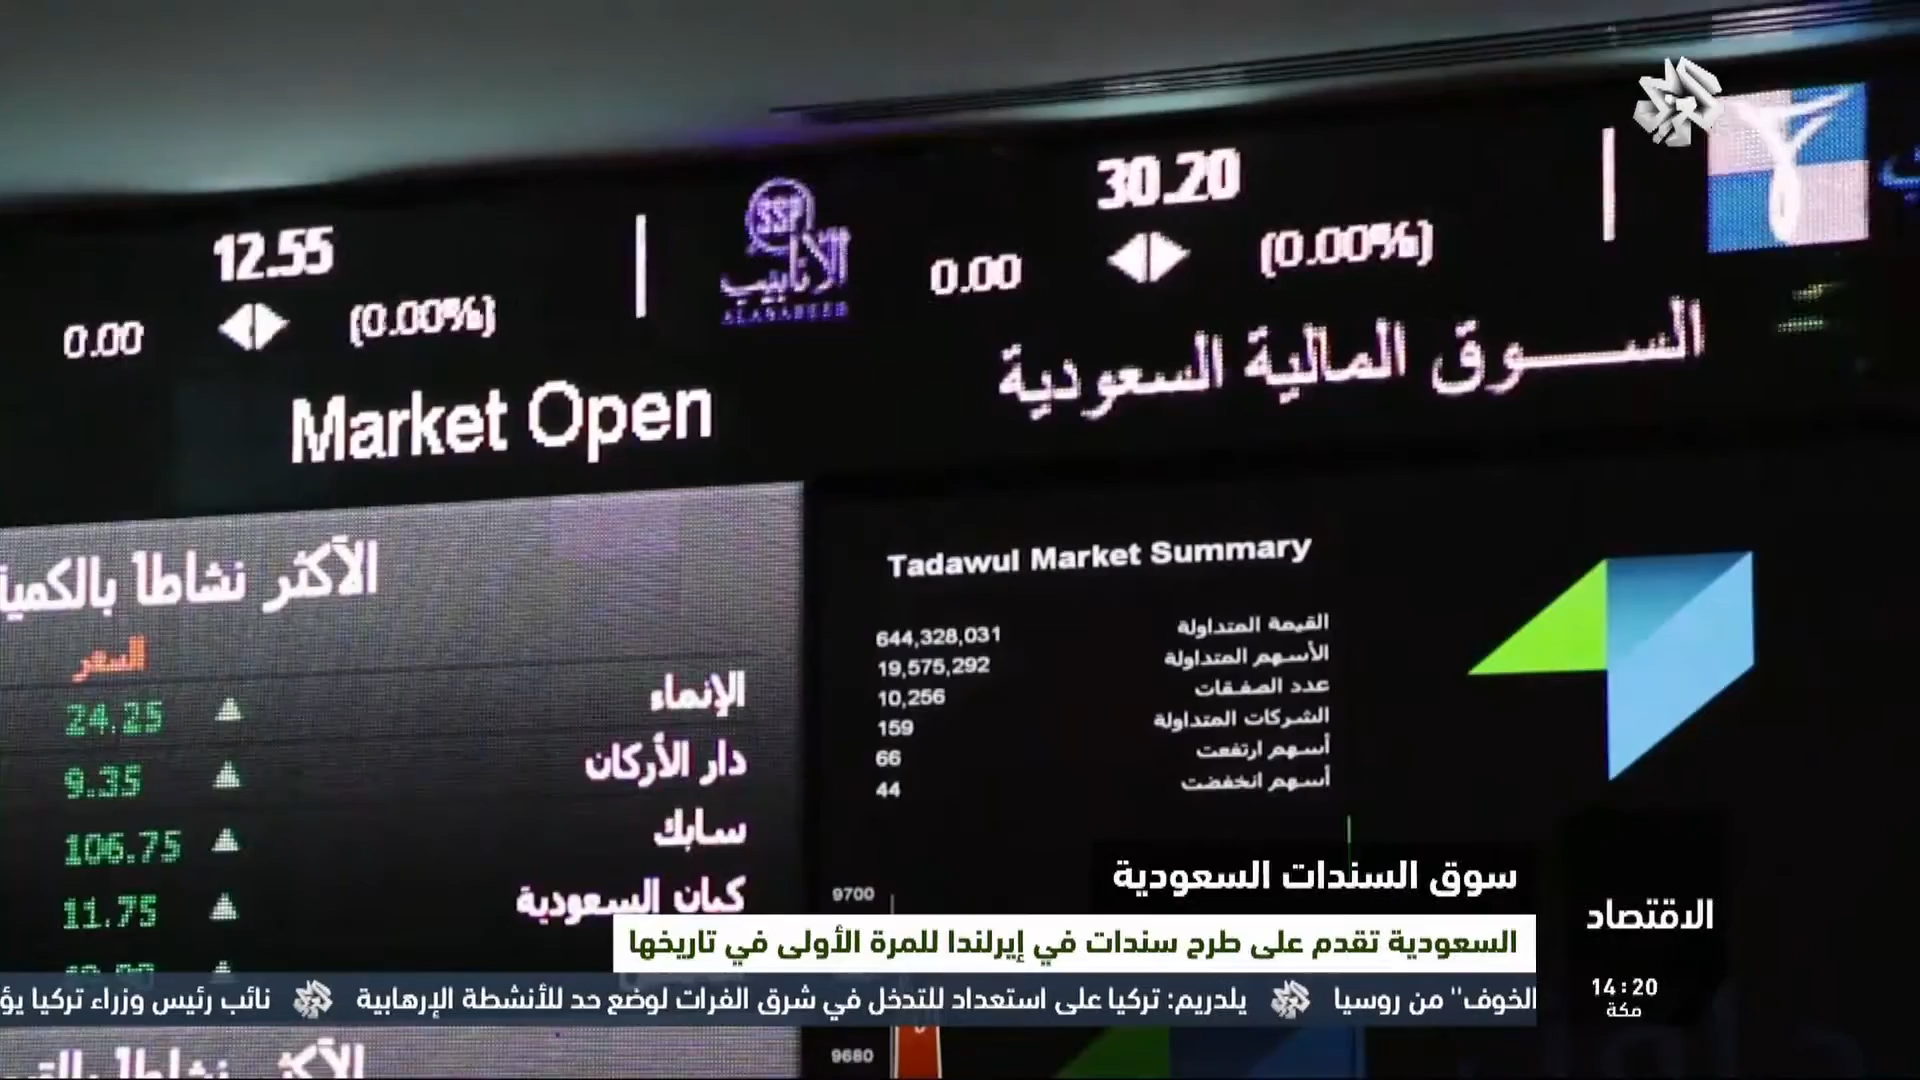 30.20
0.00 (0.00%)
SSP
الأنابيب
ALANABEEB
12.55
0.00 (0.00%)
السـوق المالية السعودية
Market Open
الأكثر نشاطا بالكمية
السعر
الإنماء 24.25
دار الأركان 9.35
سابك 106.75
كيان السعودية 11.75
Tadawul Market Summary
القيمة المتداولة 644,328,031
الأسهم المتداولة 19,575,292
عدد الصفقات 10,256
الشركات المتداولة 159
أسهم ارتفعت 66
أسهم انخفضت 44
9700
9680
سوق السندات السعودية
السعودية تقدم على طرح سندات في إيرلندا للمرة الأولى في تاريخها
الاقتصاد
14:20
مكة
الخوف" من روسيا يلدريم: تركيا على استعداد للتدخل في شرق الفرات لوضع حد للأنشطة الإرهابية نائب رئيس وزراء تركيا
الأكثر نشاطا